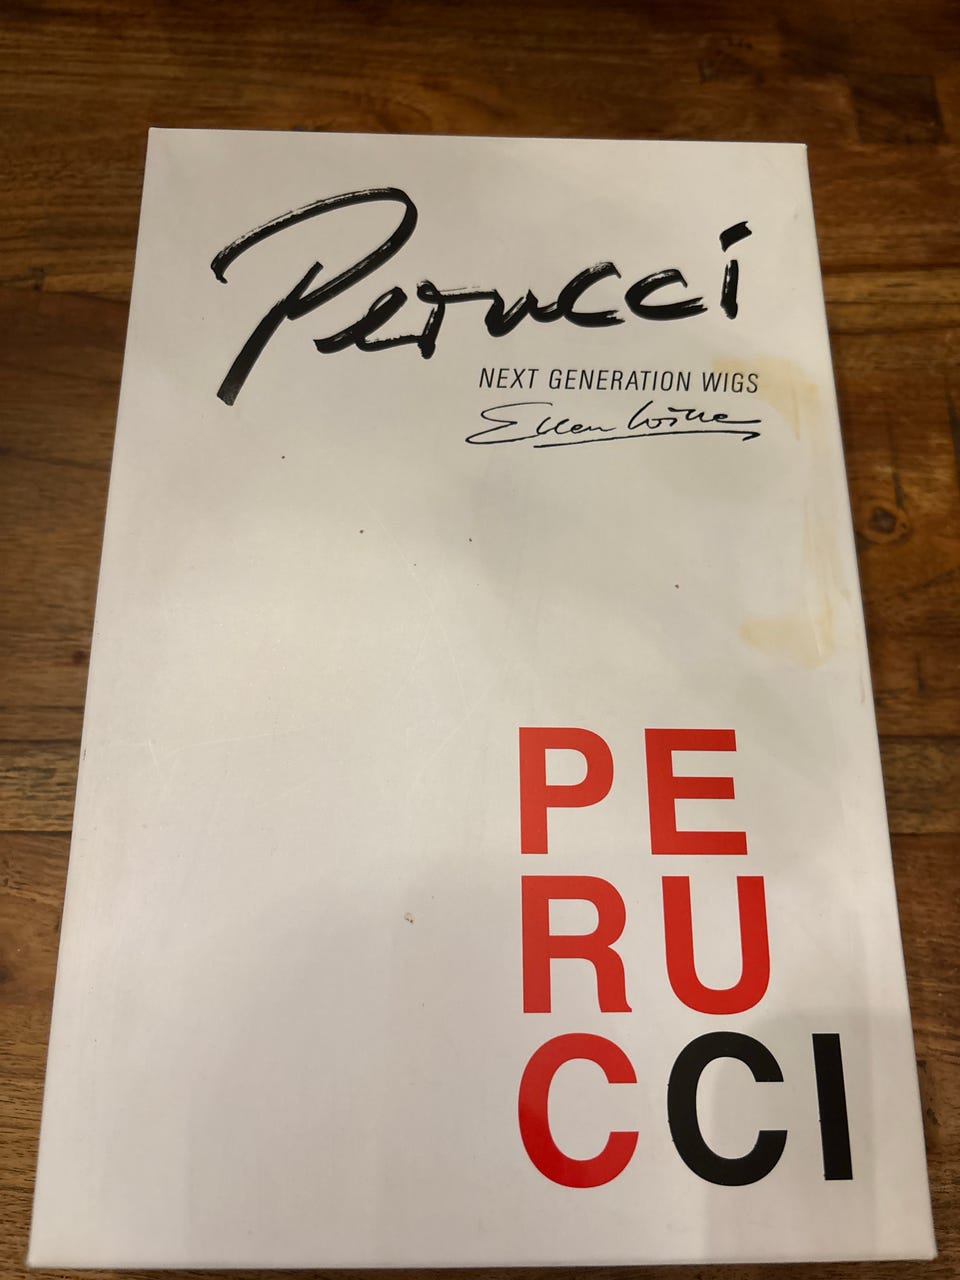 Perucci
NEXT GENERATION WIGS
Ellen Wille
PE
RU
CCI